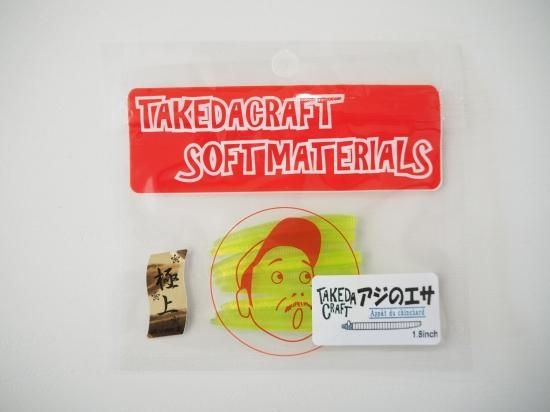 TAKEDACRAFT
SOFTMATERIALS
極上
TAKEDA
CRAFT
アジのエサ
Appât du chinchard
1.8inch